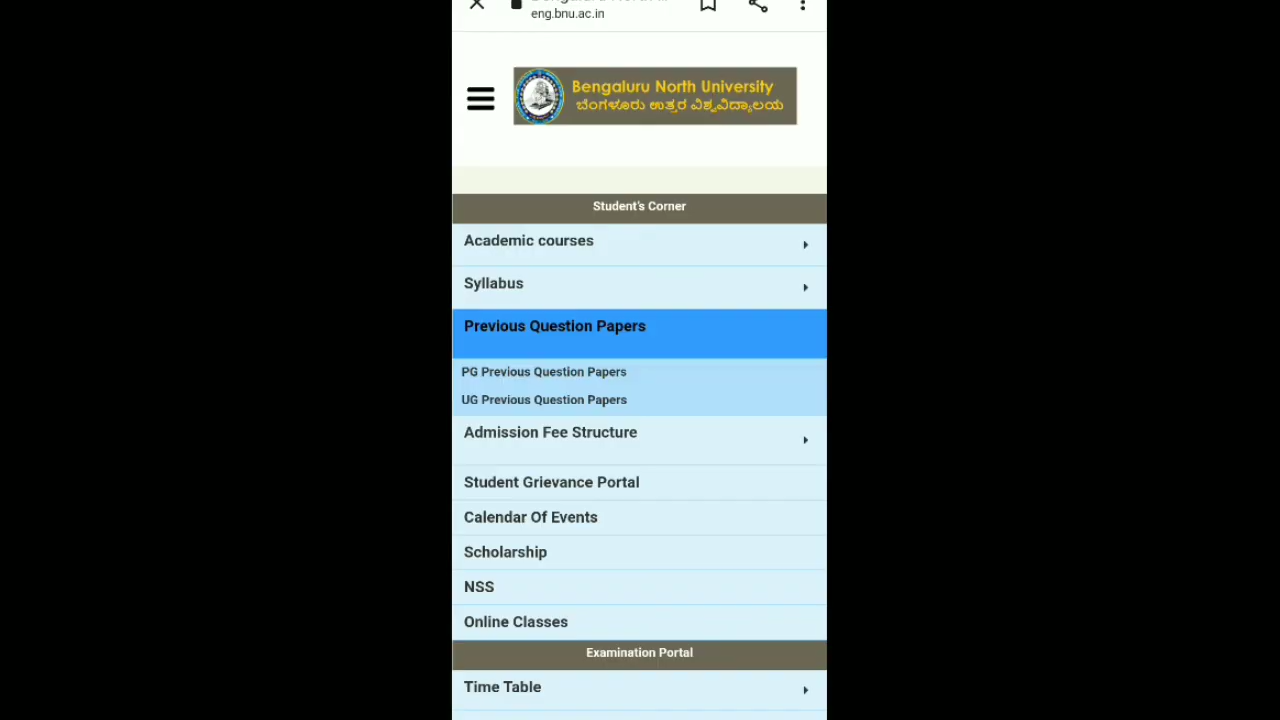 eng.bnu.ac.in
Bengaluru North University
ಬೆಂಗಳೂರು ಉತ್ತರ ವಿಶ್ವವಿದ್ಯಾಲಯ
Student's Corner
Academic courses
Syllabus
Previous Question Papers
PG Previous Question Papers
UG Previous Question Papers
Admission Fee Structure
Student Grievance Portal
Calendar Of Events
Scholarship
NSS
Online Classes
Examination Portal
Time Table